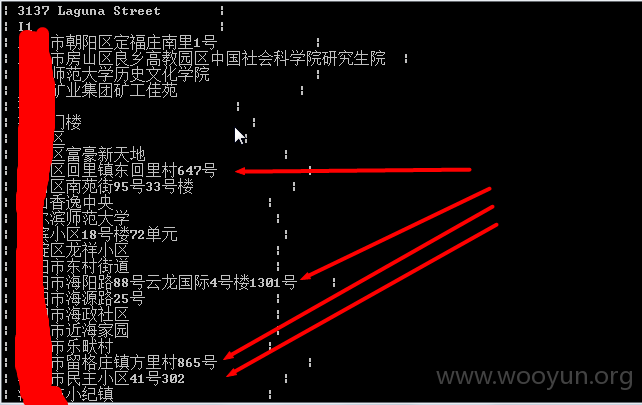 3137 Laguna Street
I1
市朝阳区定福庄南里1号
市房山区良乡高教园区中国社会科学院研究生院
师范大学历史文化学院
矿业集团矿工佳苑
门楼
区
区富豪新天地
区回里镇东回里村647号
区南苑街95号33号楼
山香逸中央
尔滨师范大学
滨小区18号楼72单元
区龙祥小区
阳市东村街道
阳市海阳路88号云龙国际4号楼1301号
阳市海源路25号
市海政社区
市近海家园
市乐畎村
市留格庄镇方里村865号
市民王小区41号302
市小纪镇
www.wooyun.org